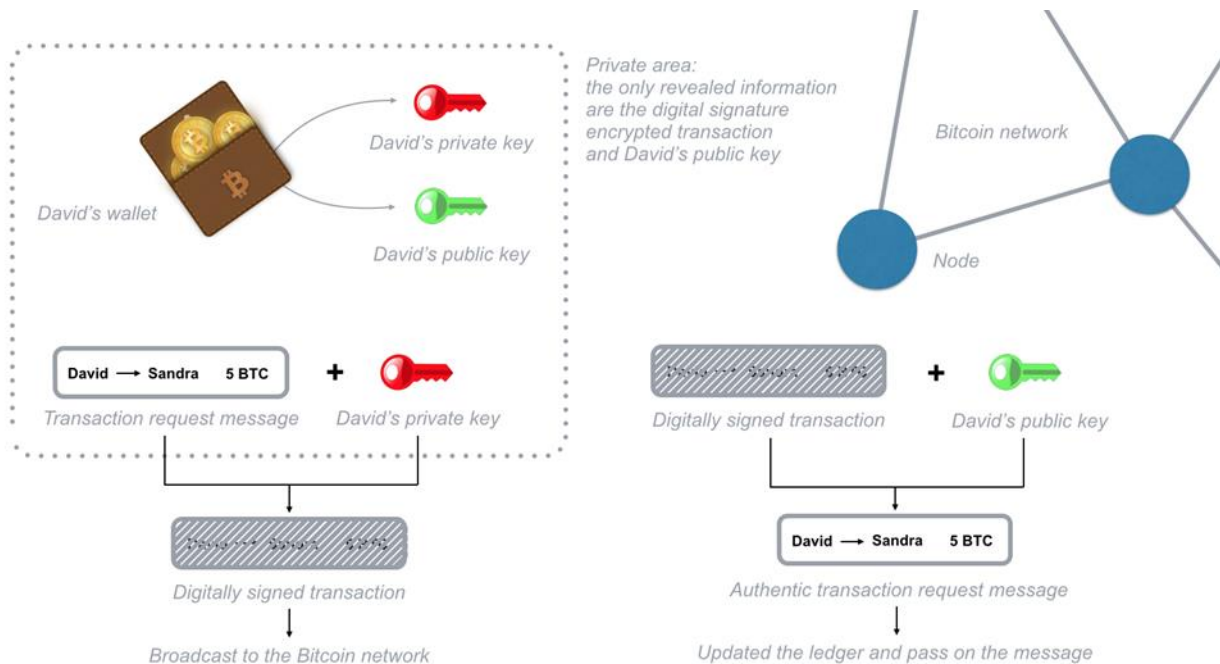 David's private key
David's wallet
David's public key
Private area:
the only revealed information
are the digital signature
encrypted transaction
and David's public key
Bitcoin network
Node
David → Sandra 5 BTC
Transaction request message
+
David's private key
Digitally signed transaction
Broadcast to the Bitcoin network
Digitally signed transaction
+
David's public key
David → Sandra 5 BTC
Authentic transaction request message
Updated the ledger and pass on the message